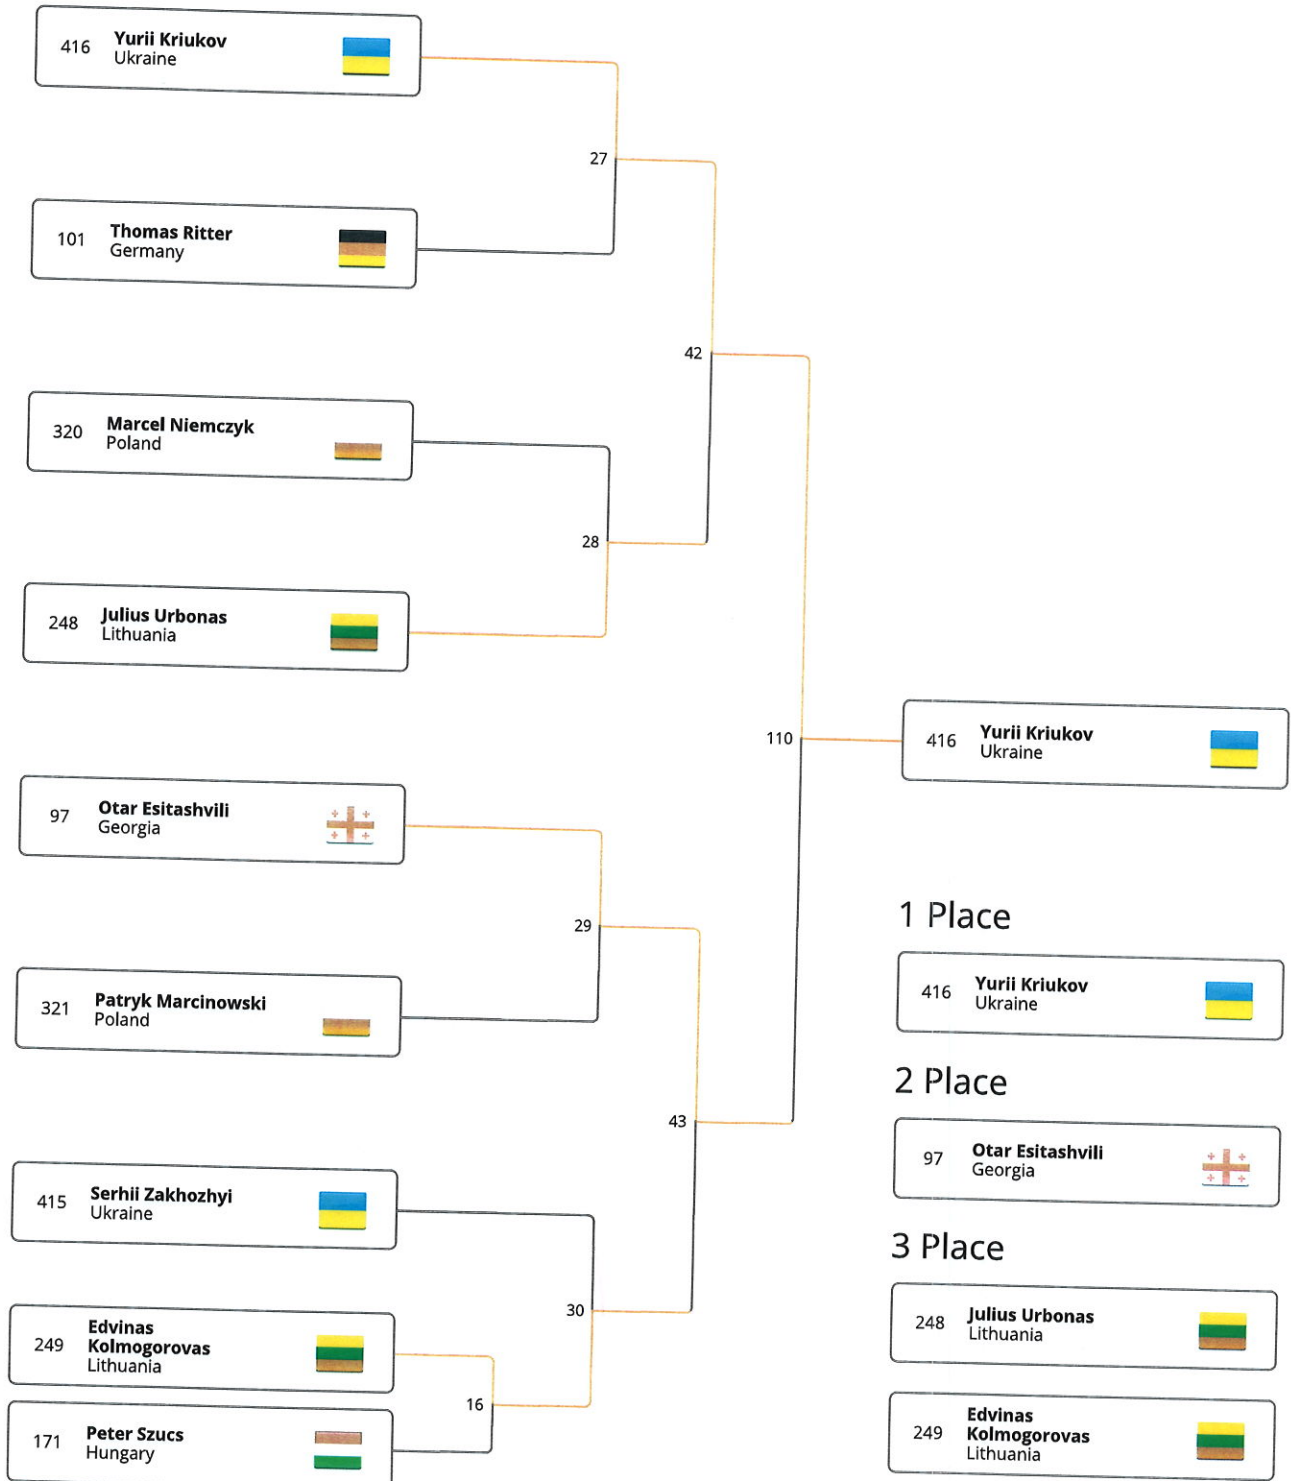 416 Yurii Kriukov
Ukraine
27
101 Thomas Ritter
Germany
42
320 Marcel Niemczyk
Poland
28
248 Julius Urbonas
Lithuania
110
416 Yurii Kriukov
Ukraine
97 Otar Esitashvili
Georgia
29
321 Patryk Marcinowski
Poland
43
415 Serhii Zakhozhyi
Ukraine
30
249 Edvinas
Kolmogorovas
Lithuania
16
171 Peter Szucs
Hungary
1 Place
416 Yurii Kriukov
Ukraine
2 Place
97 Otar Esitashvili
Georgia
3 Place
248 Julius Urbonas
Lithuania
249 Edvinas
Kolmogorovas
Lithuania